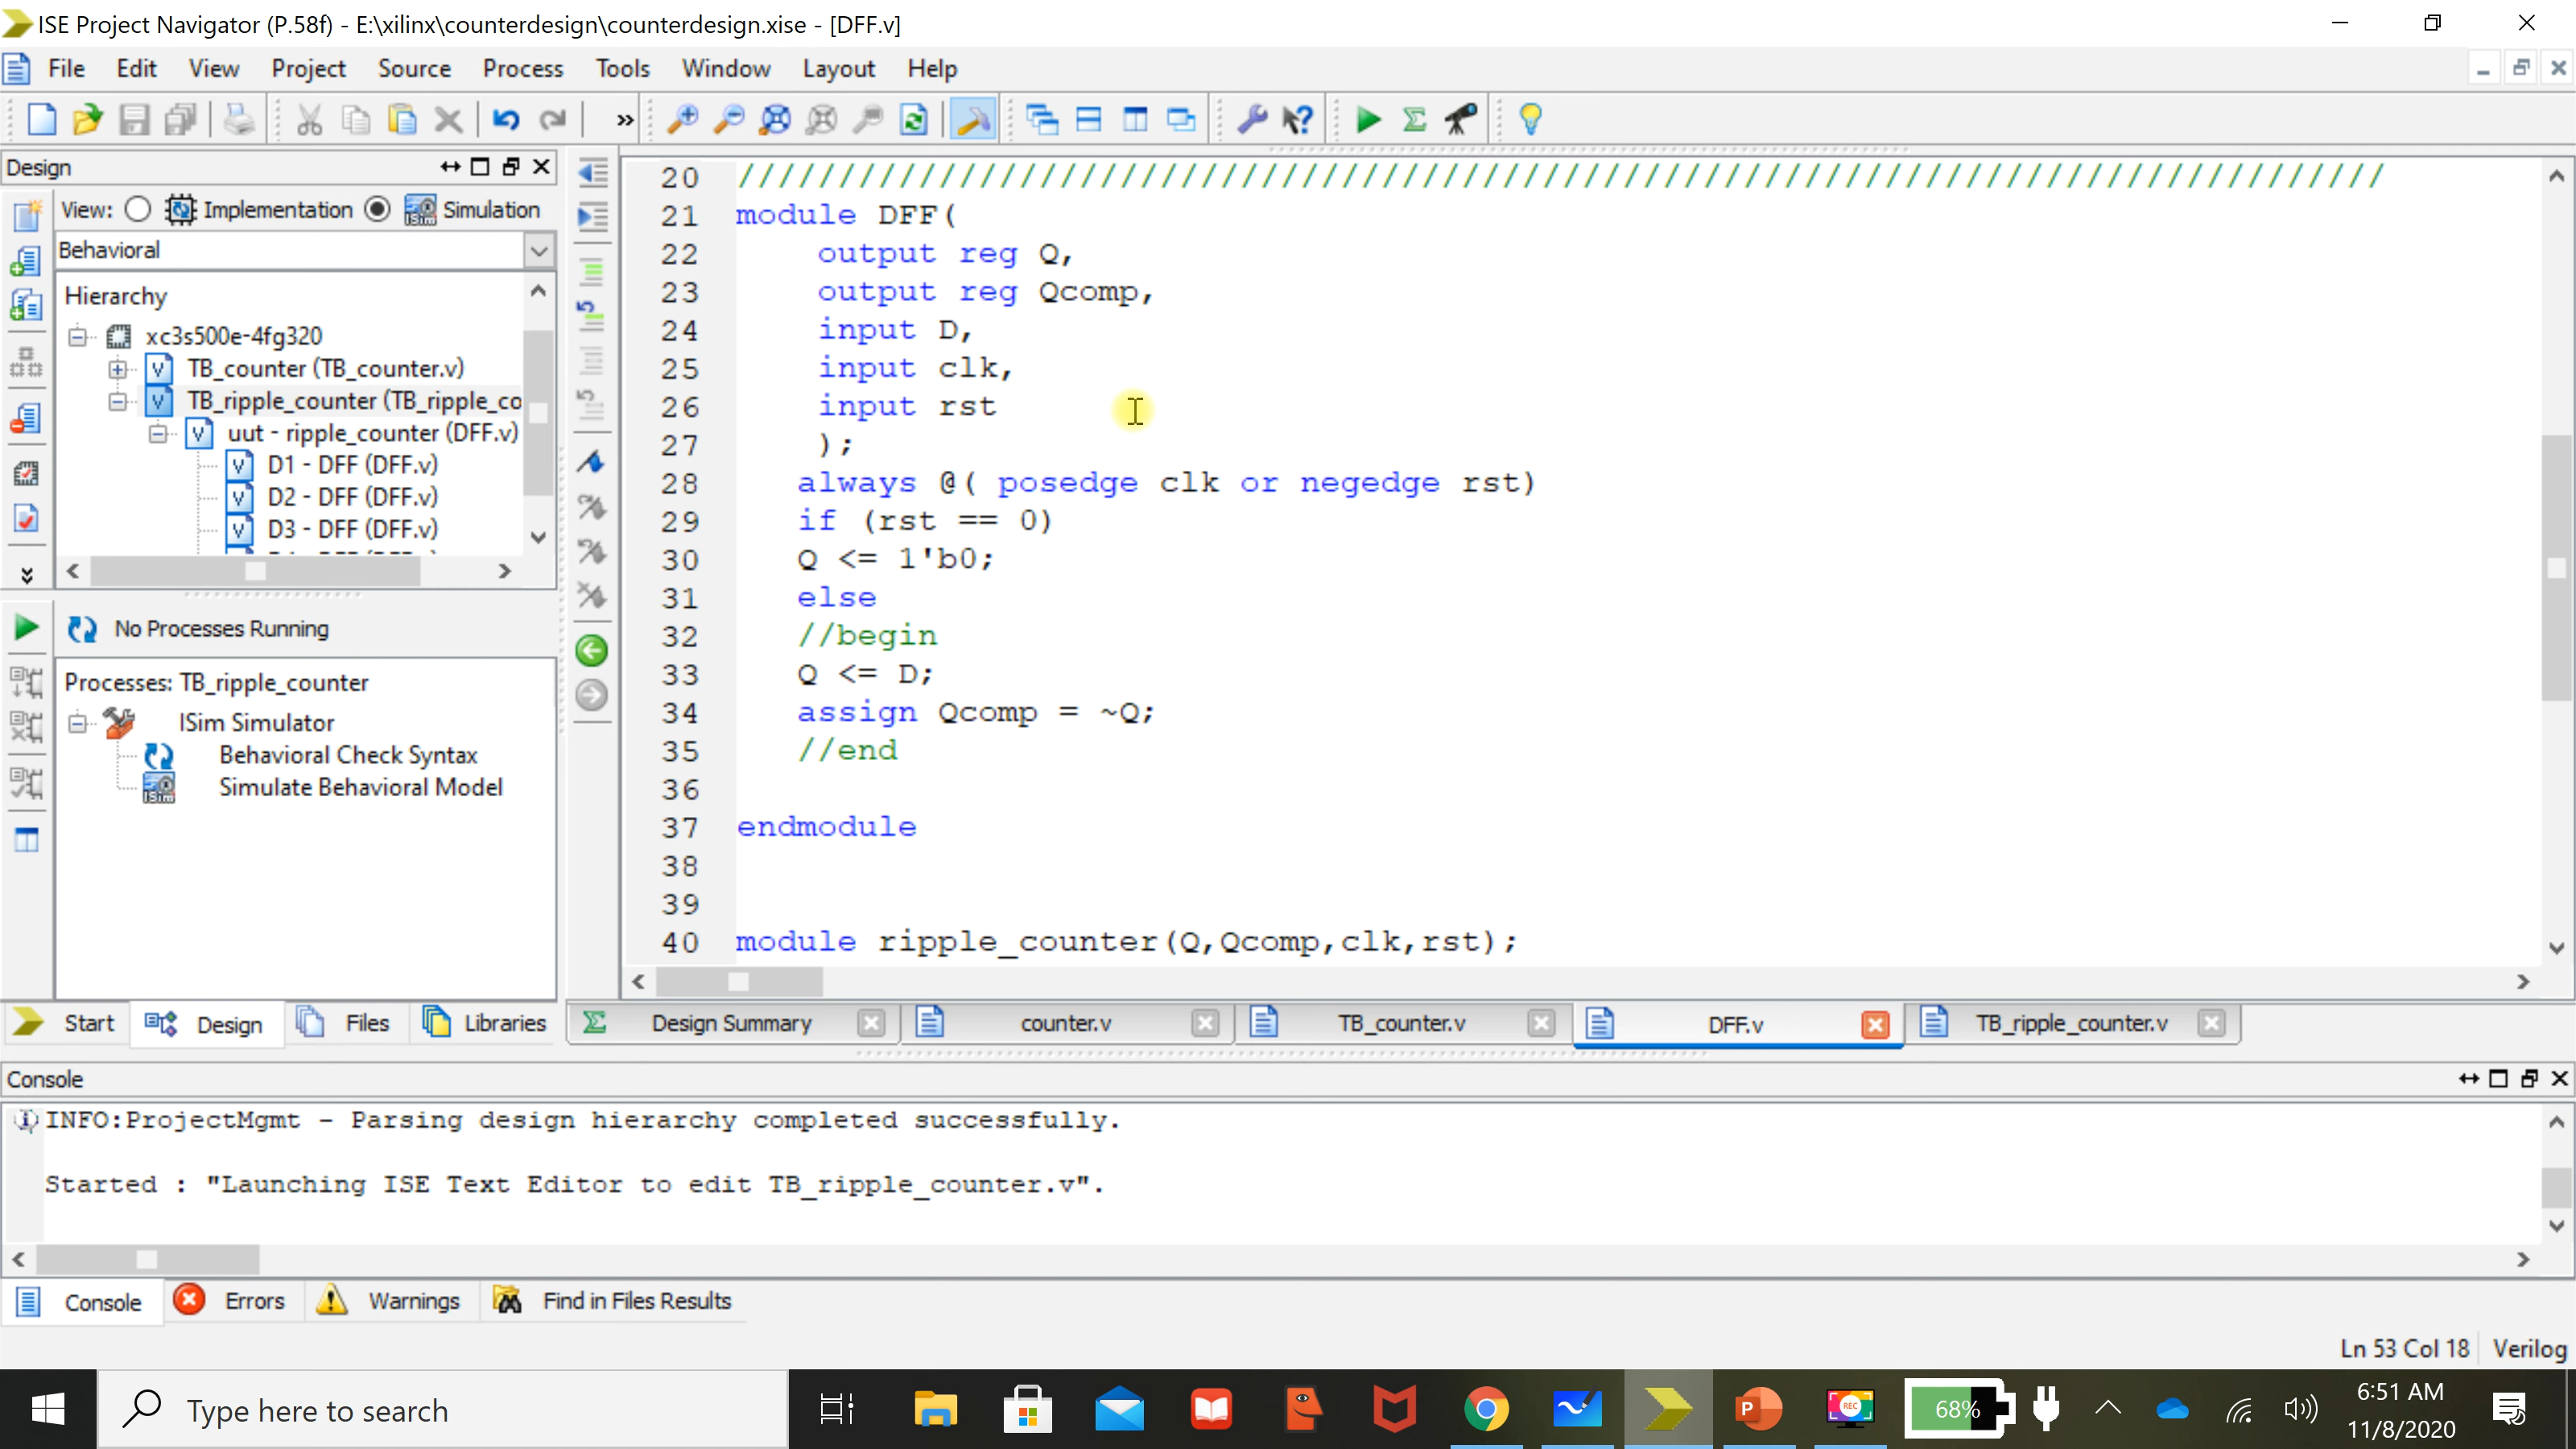 ISE Project Navigator (P.58f) - E:\xilinx\counterdesign\counterdesign.xise - [DFF.v]
File Edit View Project Source Process Tools Window Layout Help
Design
View: Implementation Simulation
Behavioral
Hierarchy
xc3s500e-4fg320
TB_counter (TB_counter.v)
TB_ripple_counter (TB_ripple_co
uut - ripple_counter (DFF.v)
D1 - DFF (DFF.v)
D2 - DFF (DFF.v)
D3 - DFF (DFF.v)
No Processes Running
Processes: TB_ripple_counter
ISim Simulator
Behavioral Check Syntax
Simulate Behavioral Model
Start Design Files Libraries
20 //////////////////////////////////////////////////////////////////////////////////
21 module DFF(
22 output reg Q,
23 output reg Qcomp,
24 input D,
25 input clk,
26 input rst
27 );
28 always @( posedge clk or negedge rst)
29 if (rst == 0)
30 Q <= 1'b0;
31 else
32 //begin
33 Q <= D;
34 assign Qcomp = ~Q;
35 //end
36
37 endmodule
38
39
40 module ripple_counter(Q,Qcomp,clk,rst);
Design Summary counter.v TB_counter.v DFF.v TB_ripple_counter.v
Console
INFO:ProjectMgmt - Parsing design hierarchy completed successfully.
Started : "Launching ISE Text Editor to edit TB_ripple_counter.v".
Console Errors Warnings Find in Files Results
Ln 53 Col 18 Verilog
Type here to search
REC
68%
6:51 AM
11/8/2020